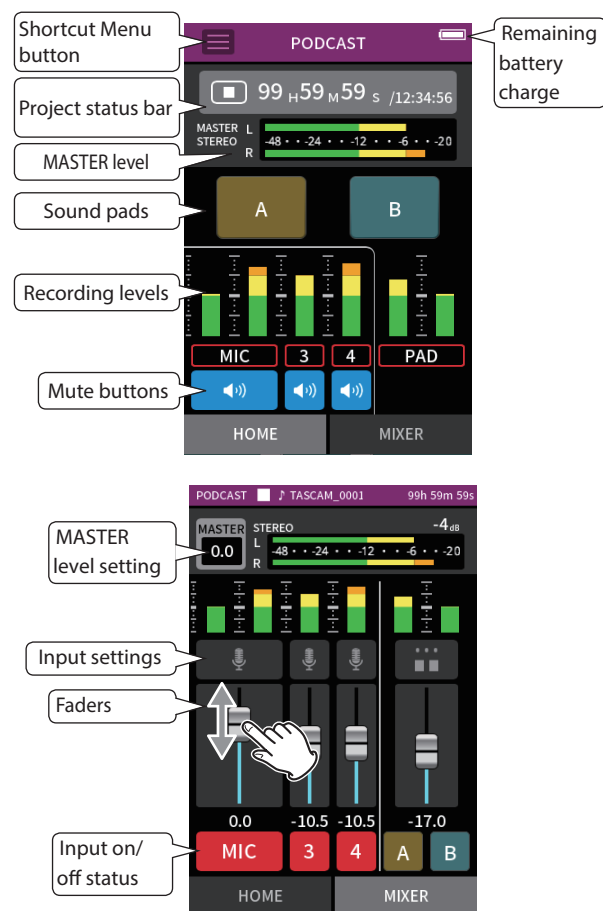 Shortcut Menu
button
PODCAST
Remaining
battery
charge
Project status bar
99 H 59 M 59 S /12:34:56
MASTER
STEREO
L
R
-48 · · -24 · · -12 · · -6 · · -20
MASTER level
Sound pads
A
B
Recording levels
MIC
3
4
PAD
Mute buttons
HOME
MIXER
PODCAST ♪ TASCAM_0001 99h 59m 59s
MASTER
level setting
MASTER
0.0
STEREO
-4dB
L
R
-48 · · -24 · · -12 · · -6 · · -20
Input settings
Faders
0.0 -10.5 -10.5 -17.0
Input on/
off status
MIC
3
4
A
B
HOME
MIXER